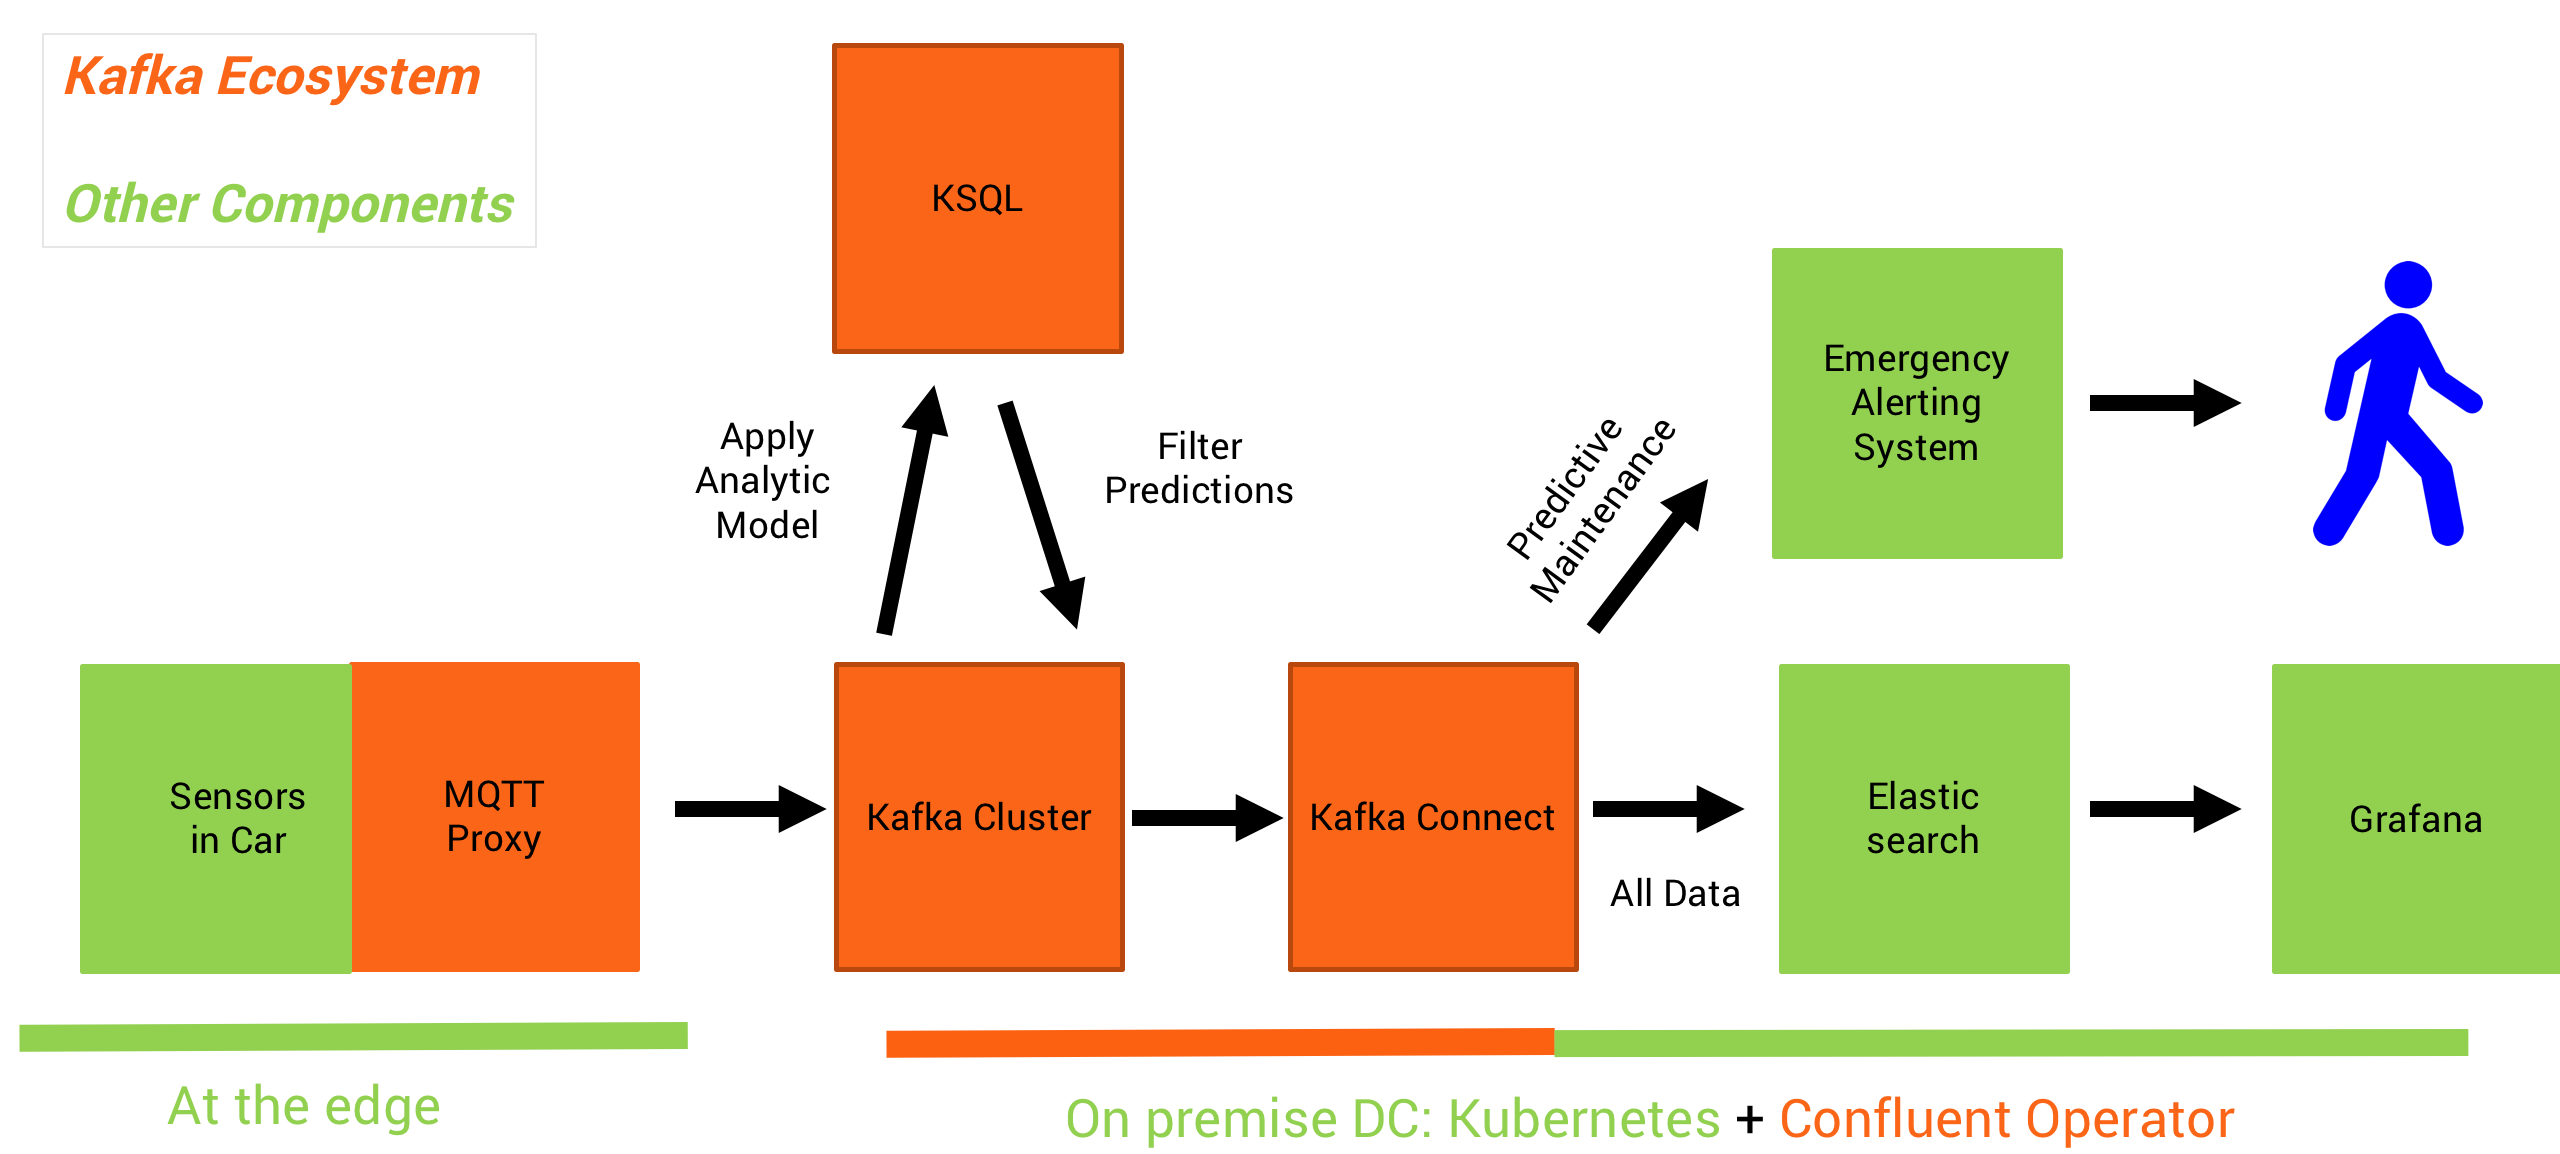 Kafka Ecosystem
Other Components
KSQL
Apply
Analytic
Model
Filter
Predictions
Predictive
Maintenance
Emergency
Alerting
System
Sensors
in Car
MQTT
Proxy
Kafka Cluster
Kafka Connect
All Data
Elastic
search
Grafana
At the edge
On premise DC: Kubernetes + Confluent Operator